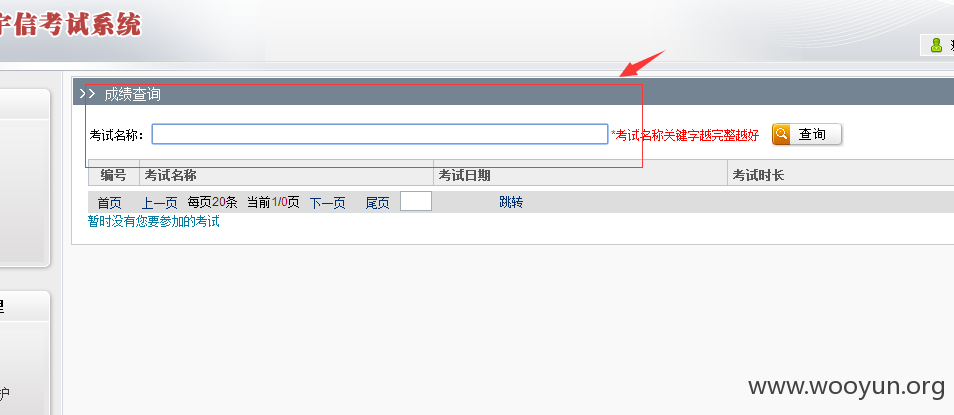 宇信考试系统
>> 成绩查询
考试名称： *考试名称关键字越完整越好 查询
编号 考试名称 考试日期 考试时长
首页 上一页 每页20条 当前1/0页 下一页 尾页 跳转
暂时没有您要参加的考试
护
www.wooyun.org